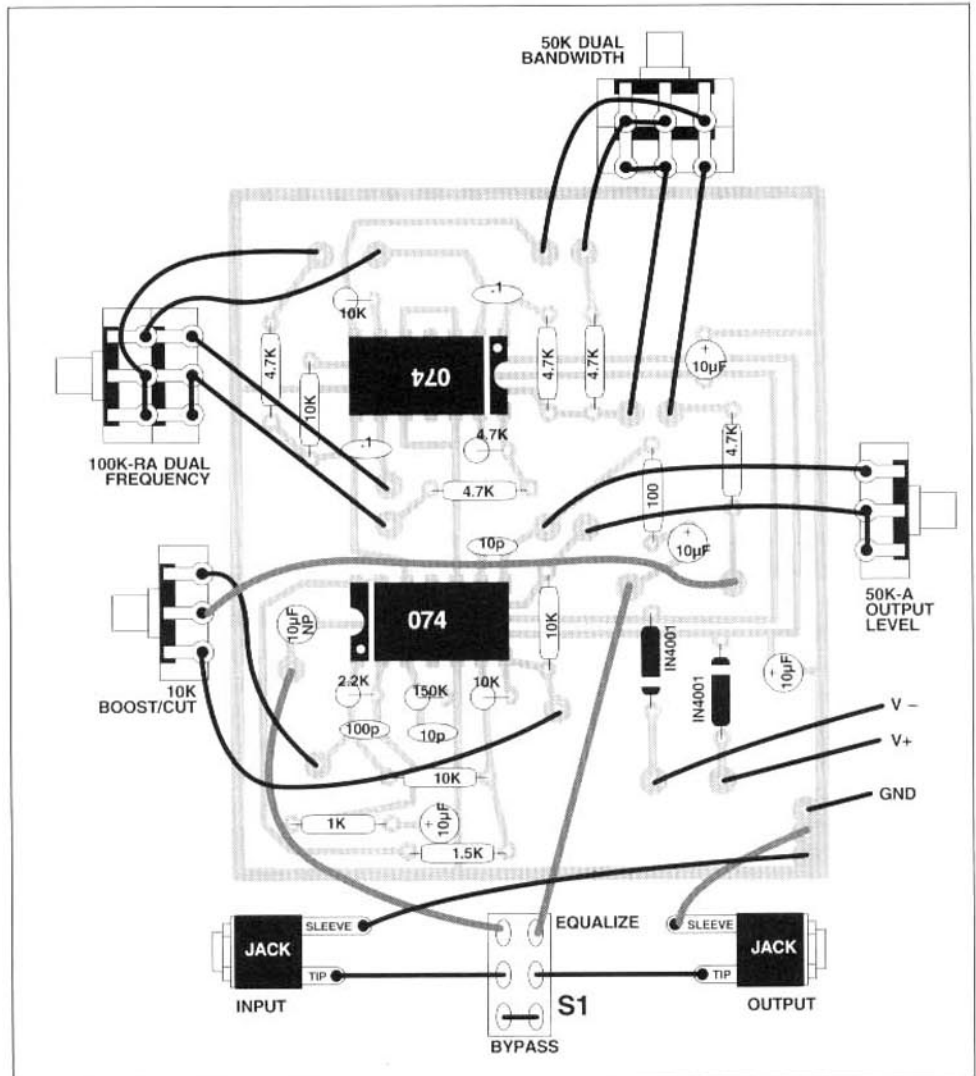 50K DUAL
BANDWIDTH
.1
10K
4.7K
10K
074
4.7K
4.7K
+
10µF
100K-RA DUAL
FREQUENCY
.1
4.7K
4.7K
4.7K
100
10p
+
10µF
50K-A
OUTPUT
LEVEL
10µF
NP
074
10K
IN4001
IN4001
+
10µF
10K
BOOST/CUT
2.2K
150K
10K
100p
10p
V –
V+
10K
GND
1K
+
10µF
1.5K
SLEEVE
EQUALIZE
SLEEVE
JACK
JACK
TIP
TIP
INPUT
S1
OUTPUT
BYPASS